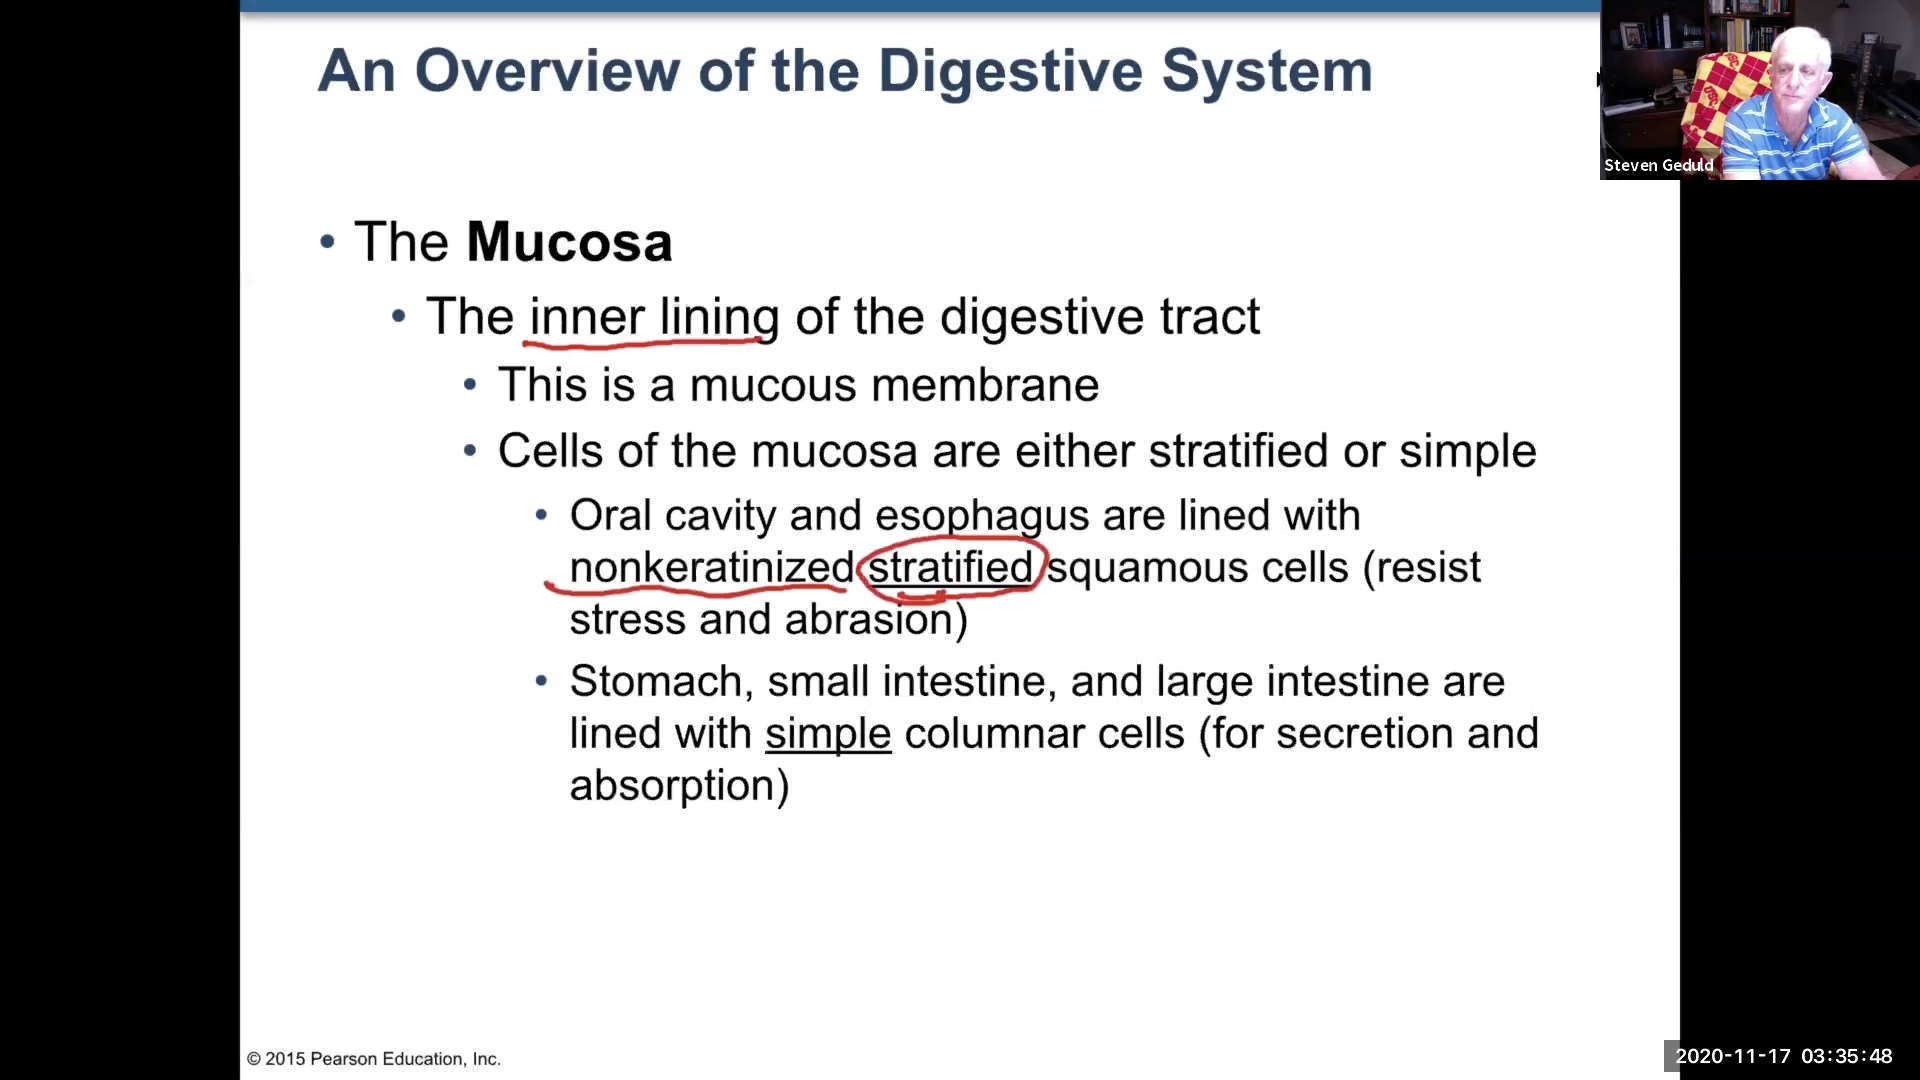 An Overview of the Digestive System
Steven Geduld
• The Mucosa
• The inner lining of the digestive tract
• This is a mucous membrane
• Cells of the mucosa are either stratified or simple
• Oral cavity and esophagus are lined with
nonkeratinized stratified squamous cells (resist
stress and abrasion)
• Stomach, small intestine, and large intestine are
lined with simple columnar cells (for secretion and
absorption)
© 2015 Pearson Education, Inc.
2020-11-17 03:35:48